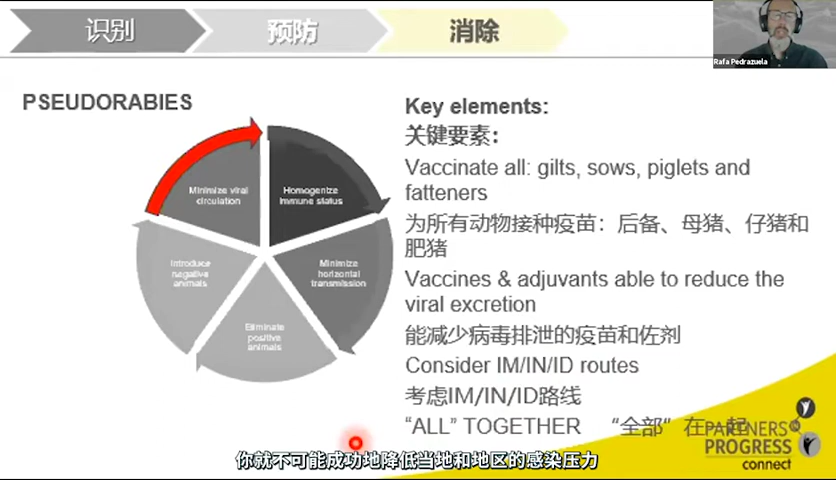 识别
预防
消除
Rafa Pedrazuela
PSEUDORABIES
Minimize viral
circulation
Homogenize
immune status
Introduce
negative
animals
Minimize
horizontal
transmission
Eliminate
positive
animals
Key elements:
关键要素：
Vaccinate all: gilts, sows, piglets and
fatteners
为所有动物接种疫苗：后备、母猪、仔猪和
肥猪
Vaccines & adjuvants able to reduce the
viral excretion
能减少病毒排泄的疫苗和佐剂
Consider IM/IN/ID routes
考虑IM/IN/ID路线
“ALL” TOGETHER “全部“在一起
PARTNERS
PROGRESS
connect
你就不可能成功地降低当地和地区的感染压力